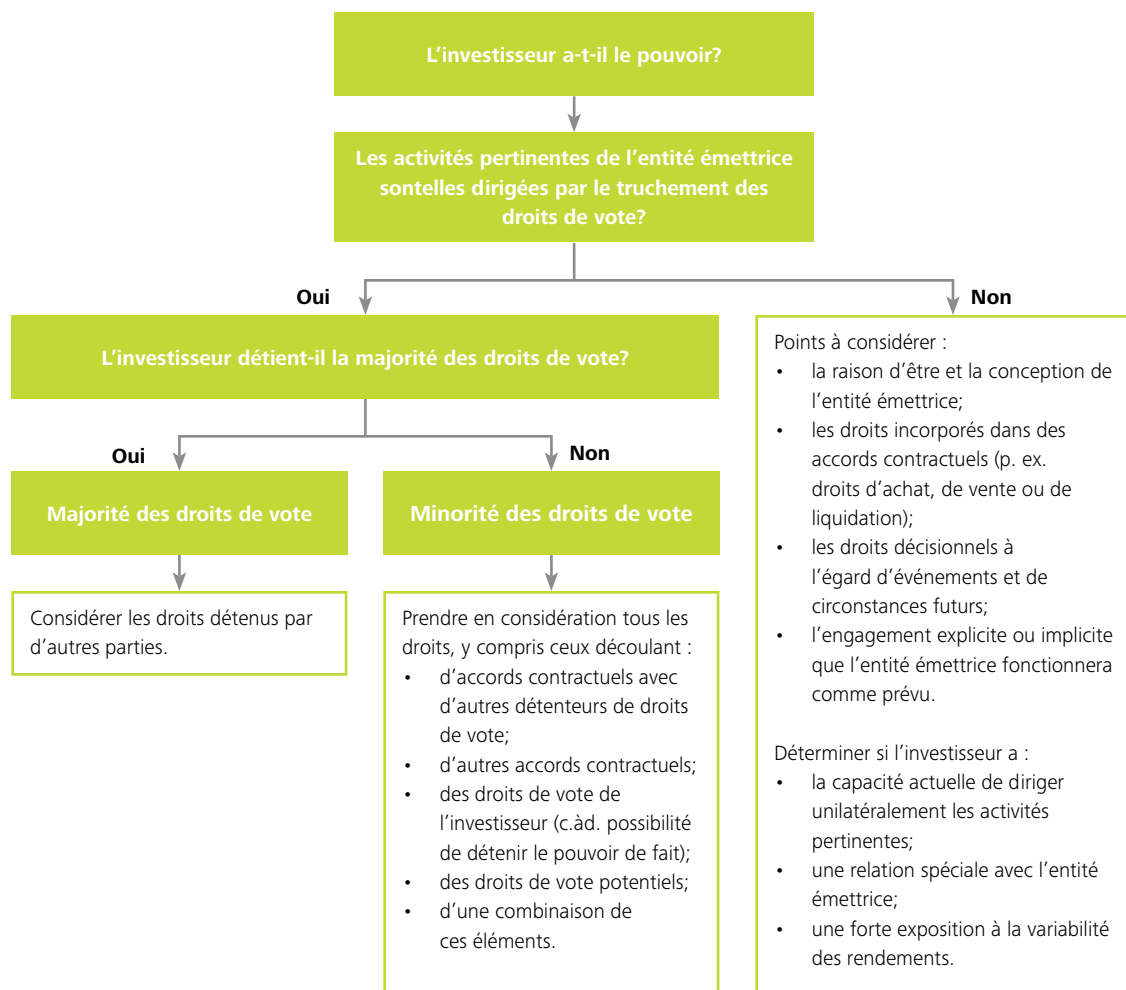 L'investisseur a-t-il le pouvoir?
Les activités pertinentes de l'entité émettrice
sontelles dirigées par le truchement des
droits de vote?
Oui
Non
L'investisseur détient-il la majorité des droits de vote?
Oui
Non
Majorité des droits de vote
Considérer les droits détenus par
d'autres parties.
Minorité des droits de vote
Prendre en considération tous les
droits, y compris ceux découlant :
• d'accords contractuels avec
d'autres détenteurs de droits
de vote;
• d'autres accords contractuels;
• des droits de vote de
l'investisseur (c.àd. possibilité
de détenir le pouvoir de fait);
• des droits de vote potentiels;
• d'une combinaison de
ces éléments.
Points à considérer :
• la raison d'être et la conception de
l'entité émettrice;
• les droits incorporés dans des
accords contractuels (p. ex.
droits d'achat, de vente ou de
liquidation);
• les droits décisionnels à
l'égard d'événements et de
circonstances futurs;
• l'engagement explicite ou implicite
que l'entité émettrice fonctionnera
comme prévu.
Déterminer si l'investisseur a :
• la capacité actuelle de diriger
unilatéralement les activités
pertinentes;
• une relation spéciale avec l'entité
émettrice;
• une forte exposition à la variabilité
des rendements.